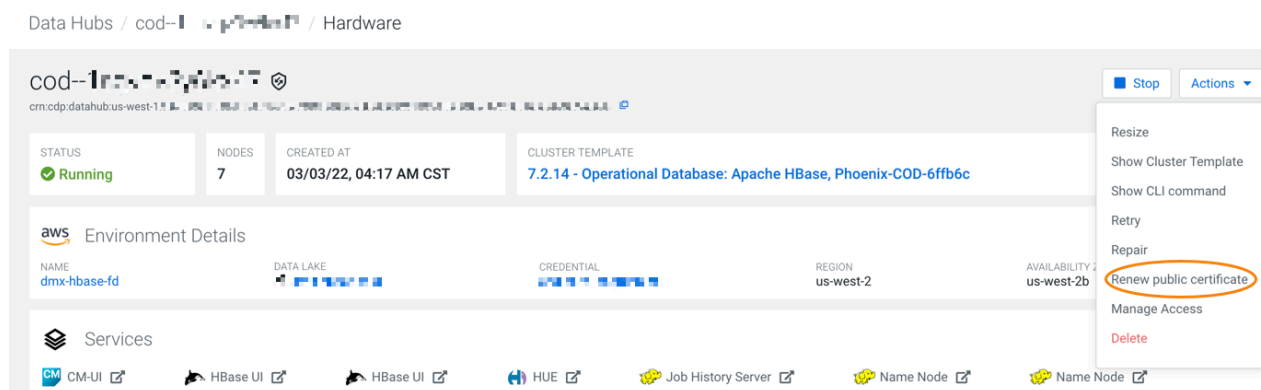 Data Hubs / cod-- / Hardware
cod--
Stop
Actions
crn:cdp:datahub:us-west-1:
Resize
Show Cluster Template
Show CLI command
Retry
Repair
Renew public certificate
Manage Access
Delete
STATUS
Running
NODES
7
CREATED AT
03/03/22, 04:17 AM CST
CLUSTER TEMPLATE
7.2.14 - Operational Database: Apache HBase, Phoenix-COD-6ffb6c
aws
Environment Details
NAME
dmx-hbase-fd
DATA LAKE
CREDENTIAL
REGION
us-west-2
AVAILABILITY
us-west-2b
Services
CM CM-UI
HBase UI
HBase UI
HUE
Job History Server
Name Node
Name Node